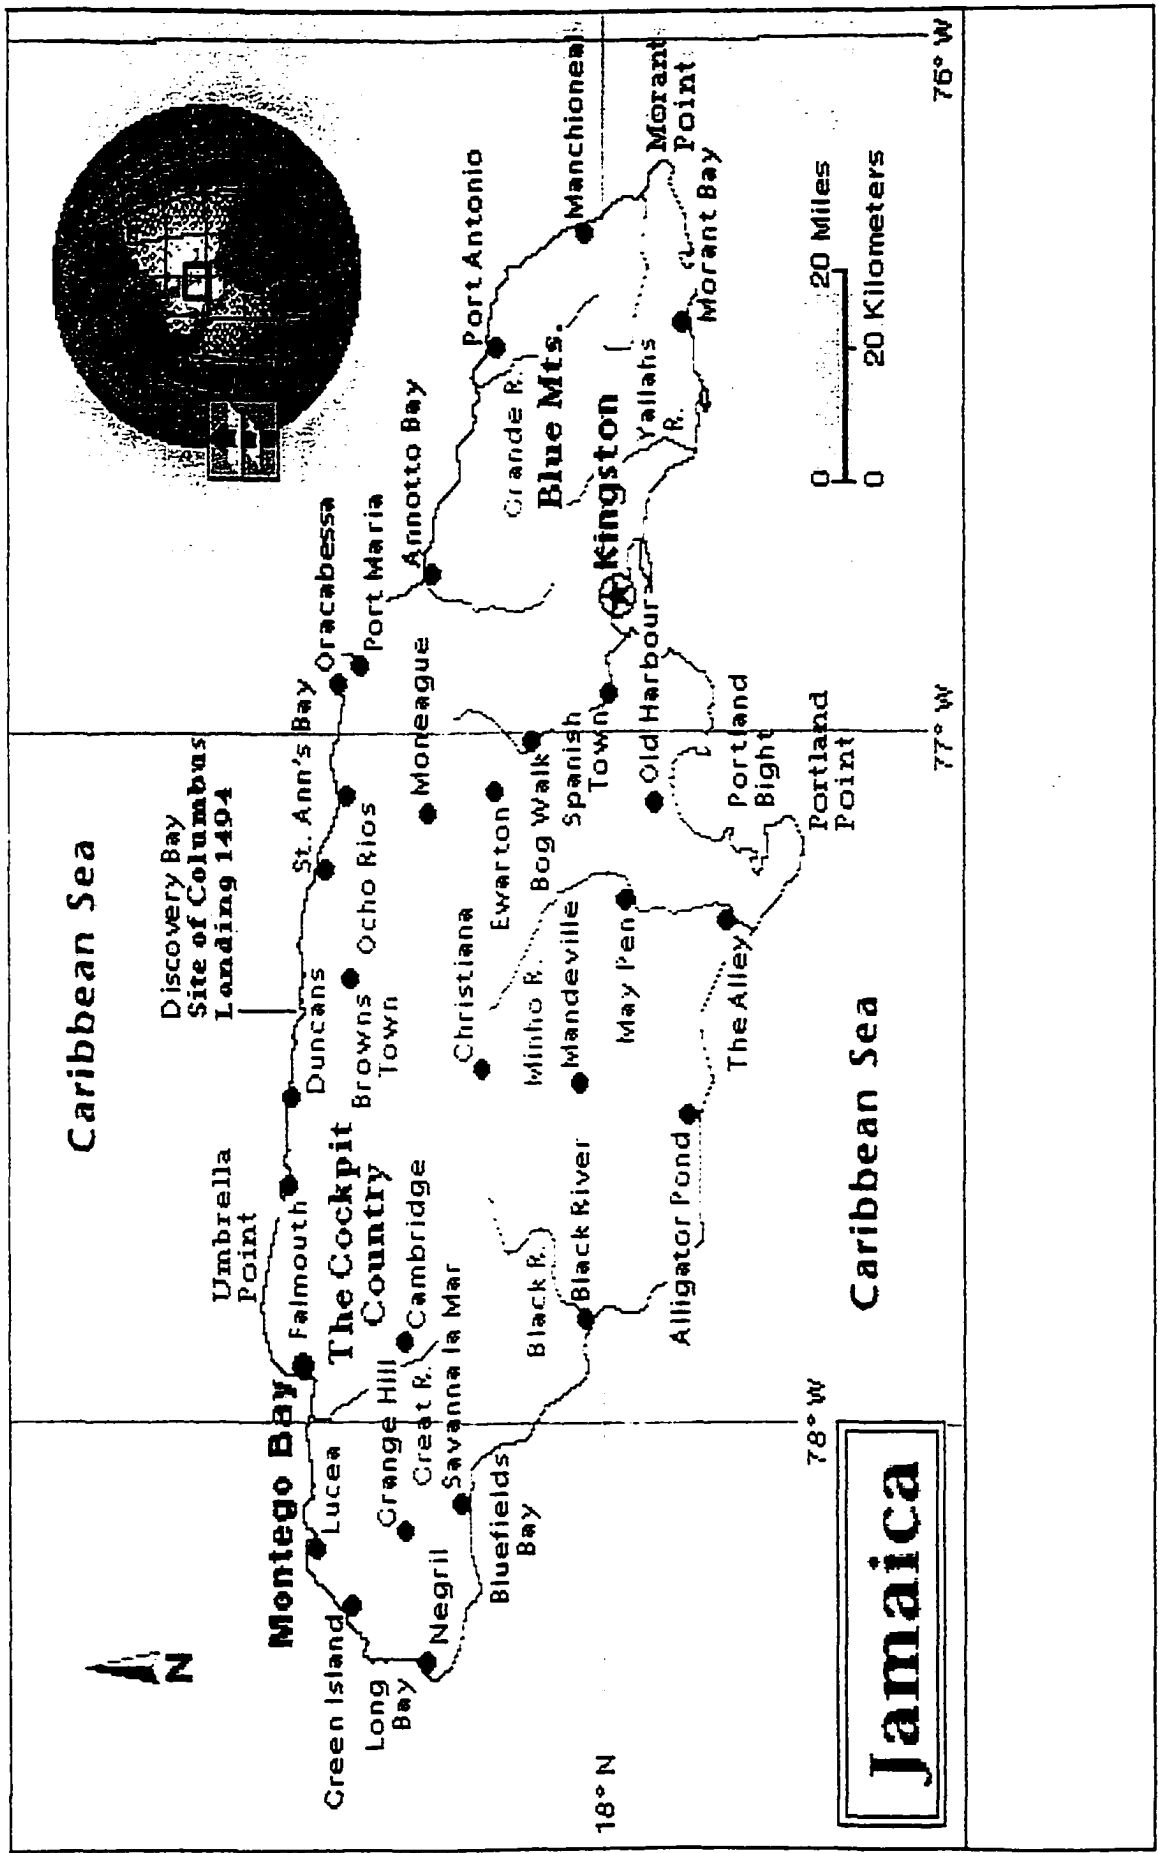 Caribbean Sea
Discovery Bay
Site of Columbus
Landing 1494
Umbrella
Point
N
Montego Bay
Falmouth
Duncans
St. Ann's Bay
Oracabessa
Port Maria
Annotto Bay
Port Antonio
Manchioneal
Green Island
Lucea
Long
Bay
Negril
Orange Hill
Great R.
Savanna la Mar
Bluefields
Bay
The Cockpit
Country
Cambridge
Browns
Town
Ocho Rios
Moneague
Christiana
Ewarton
Bog Walk
Grande R.
Blue Mts.
Black R.
Black River
Minho R.
Mandeville
Spanish
Town
Kingston
Yallahs
R.
Morant
Point
Morant Bay
May Pen
Old Harbour
Alligator Pond
The Alley
Portland
Bight
Portland
Point
18° N
Caribbean Sea
0 20 Miles
0 20 Kilometers
78° W
77° W
76° W
Jamaica